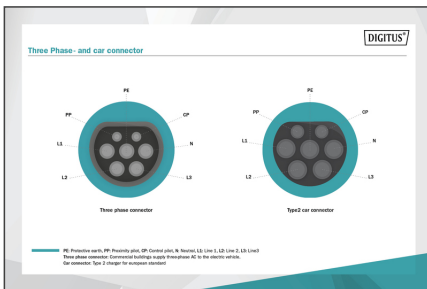 DIGITUS®
Three Phase- and car connector
PE
PP
CP
L1
N
L2
L3
Three phase connector
PE
PP
CP
L1
N
L2
L3
Type2 car connector
PE: Protective earth, PP: Proximity pilot, CP: Control pilot, N: Neutral, L1: Line 1, L2: Line 2, L3: Line3
Three phase connector: Commercial buildings supply three-phase AC to the electric vehicle.
Car connector: Type 2 charger for european standard